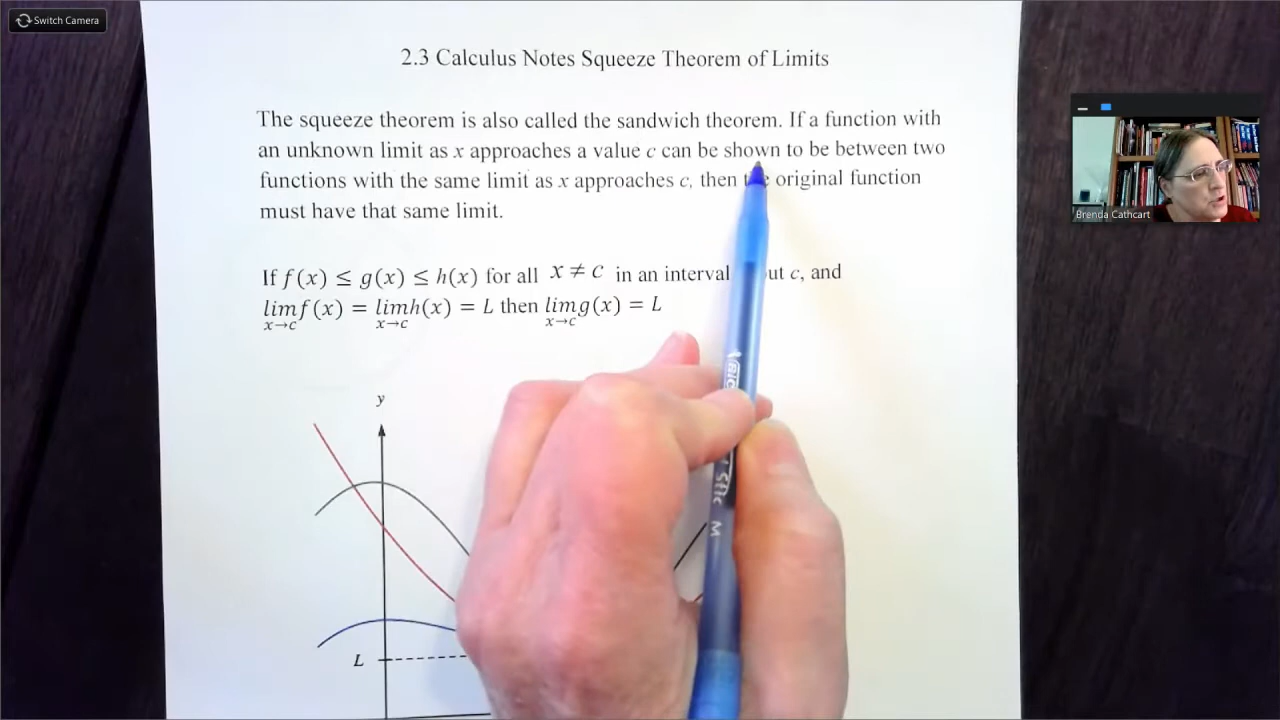 Switch Camera
2.3 Calculus Notes Squeeze Theorem of Limits
The squeeze theorem is also called the sandwich theorem. If a function with
an unknown limit as x approaches a value c can be shown to be between two
functions with the same limit as x approaches c, then original function
must have that same limit.
If f(x) ≤ g(x) ≤ h(x) for all x ≠ c in an interval c, and
lim f(x) = lim h(x) = L then lim g(x) = L
x→c x→c x→c
y
L
BIC
M
Brenda Cathcart